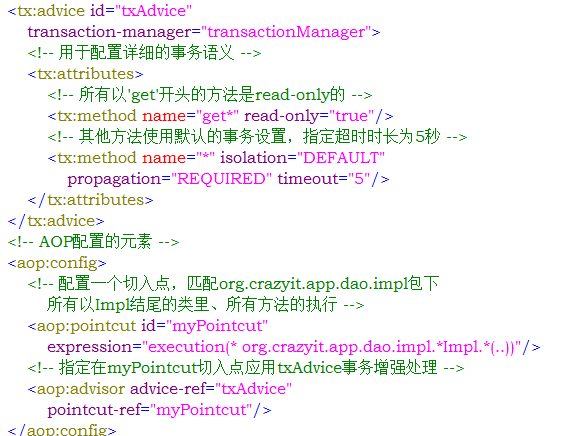 <tx:advice id="txAdvice"
transaction-manager="transactionManager">
<!-- 用于配置详细的事务语义 -->
<tx:attributes>
<!-- 所有以'get'开头的方法是read-only的 -->
<tx:method name="get*" read-only="true"/>
<!-- 其他方法使用默认的事务设置，指定超时时长为5秒 -->
<tx:method name="*" isolation="DEFAULT"
propagation="REQUIRED" timeout="5"/>
</tx:attributes>
</tx:advice>
<!-- AOP配置的元素 -->
<aop:config>
<!-- 配置一个切入点，匹配org.crazyit.app.dao.impl包下
所有以Impl结尾的类里、所有方法的执行 -->
<aop:pointcut id="myPointcut"
expression="execution(* org.crazyit.app.dao.impl.*Impl.*(..))"/>
<!-- 指定在myPointcut切入点应用txAdvice事务增强处理 -->
<aop:advisor advice-ref="txAdvice"
pointcut-ref="myPointcut"/>
</aop:config>